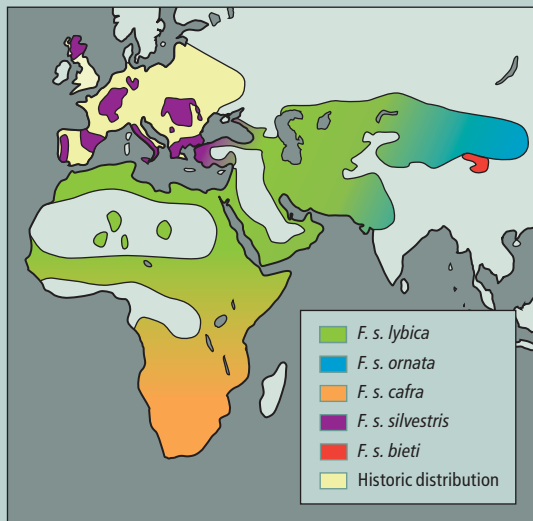 F. s. lybica
F. s. ornata
F. s. cafra
F. s. silvestris
F. s. bieti
Historic distribution